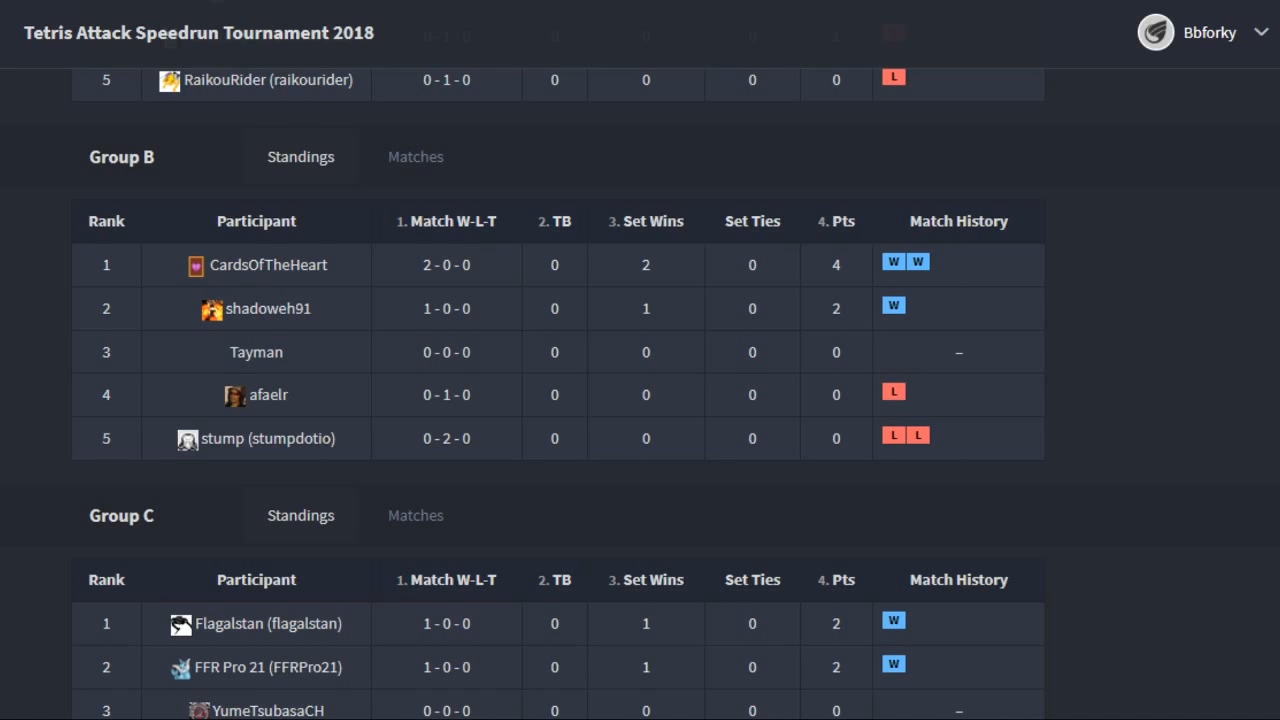 Tetris Attack Speedrun Tournament 2018 Bbforky
5 RaikouRider (raikourider) 0 - 1 - 0 0 0 0 0 L
Group B Standings Matches
Rank Participant 1. Match W-L-T 2. TB 3. Set Wins Set Ties 4. Pts Match History
1 CardsOfTheHeart 2 - 0 - 0 0 2 0 4 W W
2 shadoweh91 1 - 0 - 0 0 1 0 2 W
3 Tayman 0 - 0 - 0 0 0 0 0 –
4 afaelr 0 - 1 - 0 0 0 0 0 L
5 stump (stumpdotio) 0 - 2 - 0 0 0 0 0 L L
Group C Standings Matches
Rank Participant 1. Match W-L-T 2. TB 3. Set Wins Set Ties 4. Pts Match History
1 Flagalstan (flagalstan) 1 - 0 - 0 0 1 0 2 W
2 FFR Pro 21 (FFRPro21) 1 - 0 - 0 0 1 0 2 W
3 YumeTsubasaCH 0 - 0 - 0 0 0 0 0 –